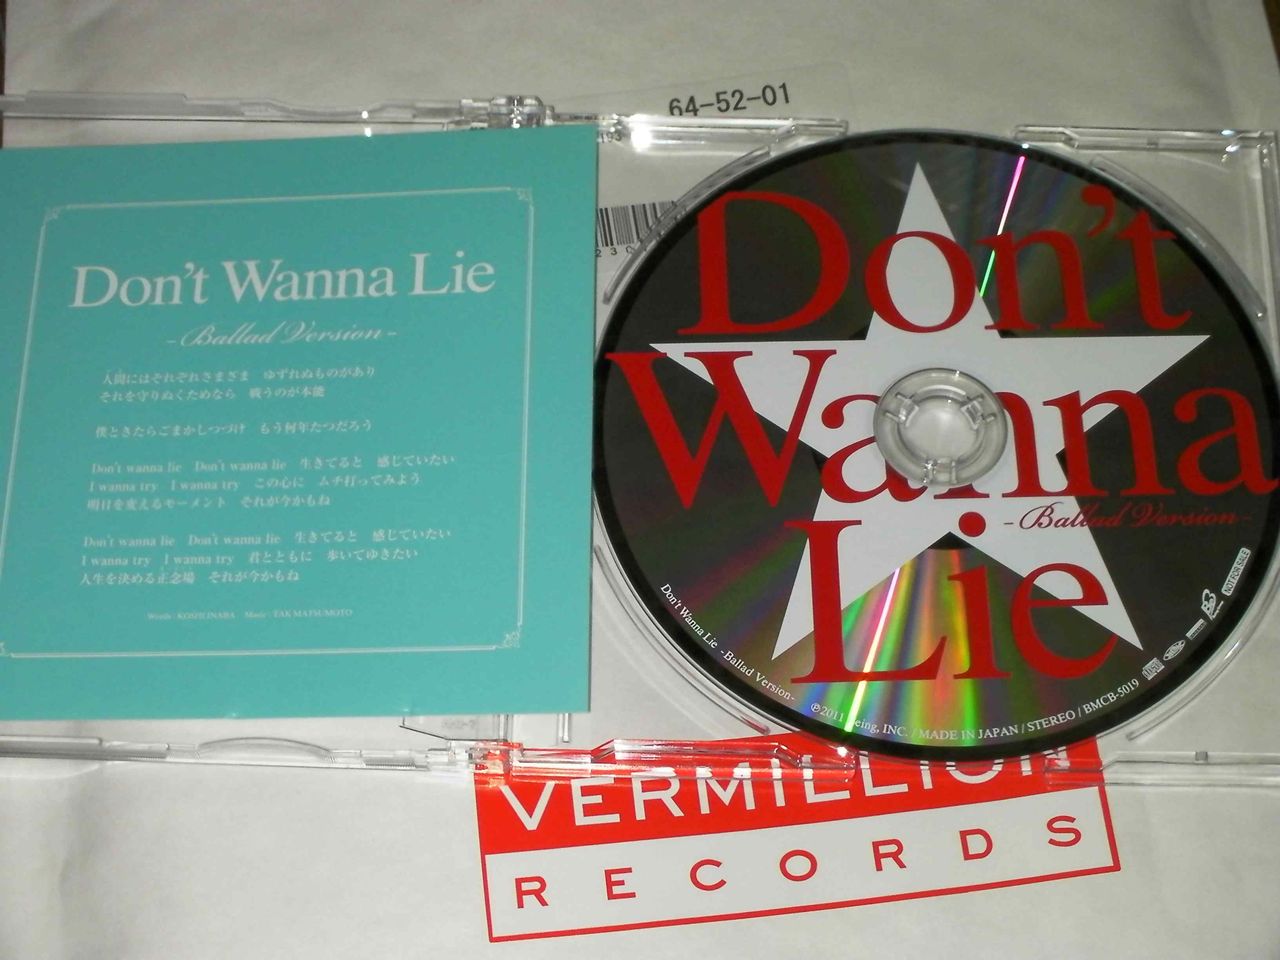 64-52-01
Don't Wanna Lie
-Ballad Version-
人間にはそれぞれさまざま　ゆずれぬものがあり
それを守りぬくためなら　戦うのが本能
僕ときたらごまかしつづけ　もう何年たつだろう
Don't wanna lie　Don't wanna lie　生きてると　感じていたい
I wanna try　I wanna try　この心に　ムチ打ってみよう
明日を変えるモーメント　それが今かもね
Don't wanna lie　Don't wanna lie　生きてると　感じていたい
I wanna try　I wanna try　君とともに　歩いてゆきたい
人生を決める正念場　それが今かもね
Words : KOSHI INABA　Music : TAK MATSUMOTO
Don't
Wanna
Lie
-Ballad Version-
Don't Wanna Lie -Ballad Version-
℗2011 Being, INC. / MADE IN JAPAN / STEREO / BMCB-5019
NOT FOR SALE
VERMILLION
RECORDS